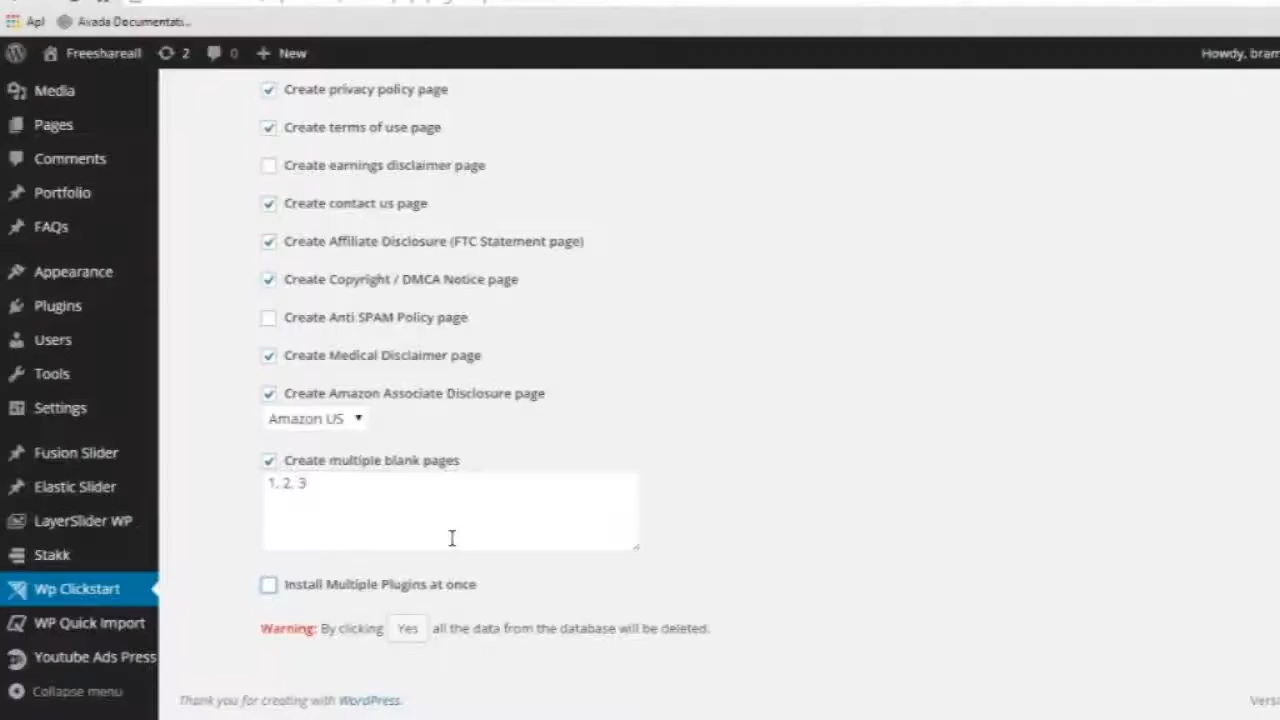 Apl Avada Documentati...
Freeshareall 2 0 New Howdy, bram
Media
Pages
Comments
Portfolio
FAQs
Appearance
Plugins
Users
Tools
Settings
Fusion Slider
Elastic Slider
LayerSlider WP
Stakk
Wp Clickstart
WP Quick Import
Youtube Ads Press
Collapse menu
Create privacy policy page
Create terms of use page
Create earnings disclaimer page
Create contact us page
Create Affiliate Disclosure (FTC Statement page)
Create Copyright / DMCA Notice page
Create Anti SPAM Policy page
Create Medical Disclaimer page
Create Amazon Associate Disclosure page
Amazon US
Create multiple blank pages
1, 2, 3
Install Multiple Plugins at once
Warning: By clicking Yes all the data from the database will be deleted.
Thank you for creating with WordPress. Versi